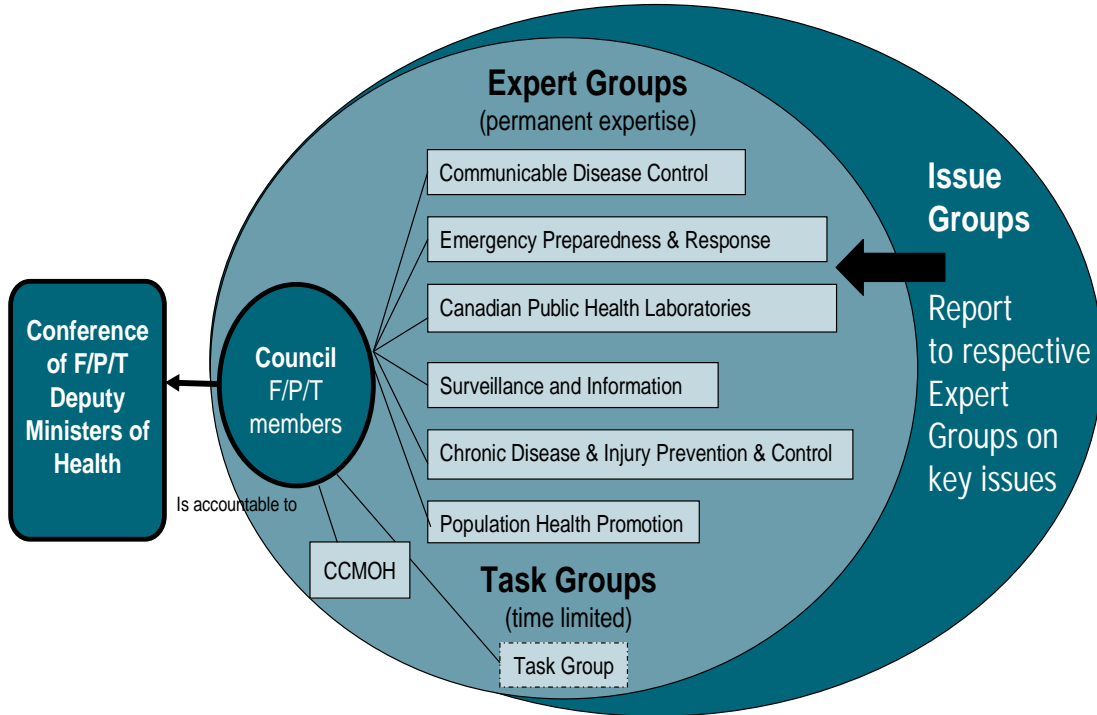 Expert Groups
(permanent expertise)
Communicable Disease Control
Emergency Preparedness & Response
Canadian Public Health Laboratories
Surveillance and Information
Chronic Disease & Injury Prevention & Control
Population Health Promotion
Issue
Groups
Report
to respective
Expert
Groups on
key issues
Conference
of F/P/T
Deputy
Ministers of
Health
Council
F/P/T
members
Is accountable to
CCMOH
Task Groups
(time limited)
Task Group